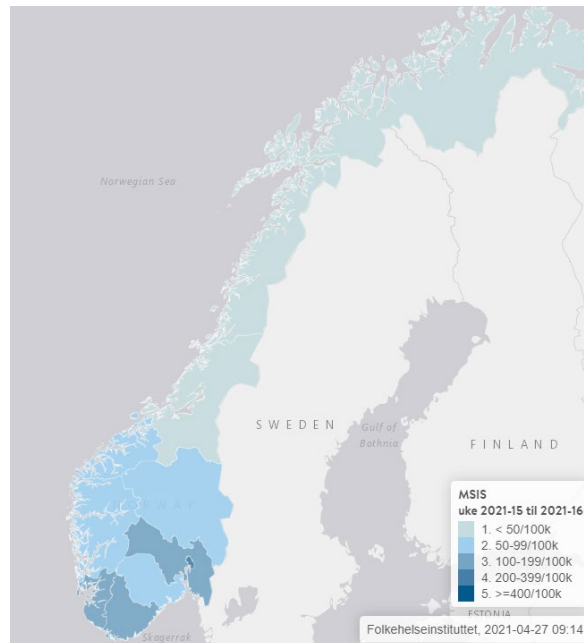 Norwegian Sea
SWEDEN
Gulf of
Bothnia
FINLAND
NORWAY
MSIS
uke 2021-15 til 2021-16
1. < 50/100k
2. 50-99/100k
3. 100-199/100k
4. 200-399/100k
5. >=400/100k
ESTONIA
Skagerrak
Folkehelseinstituttet, 2021-04-27 09:14